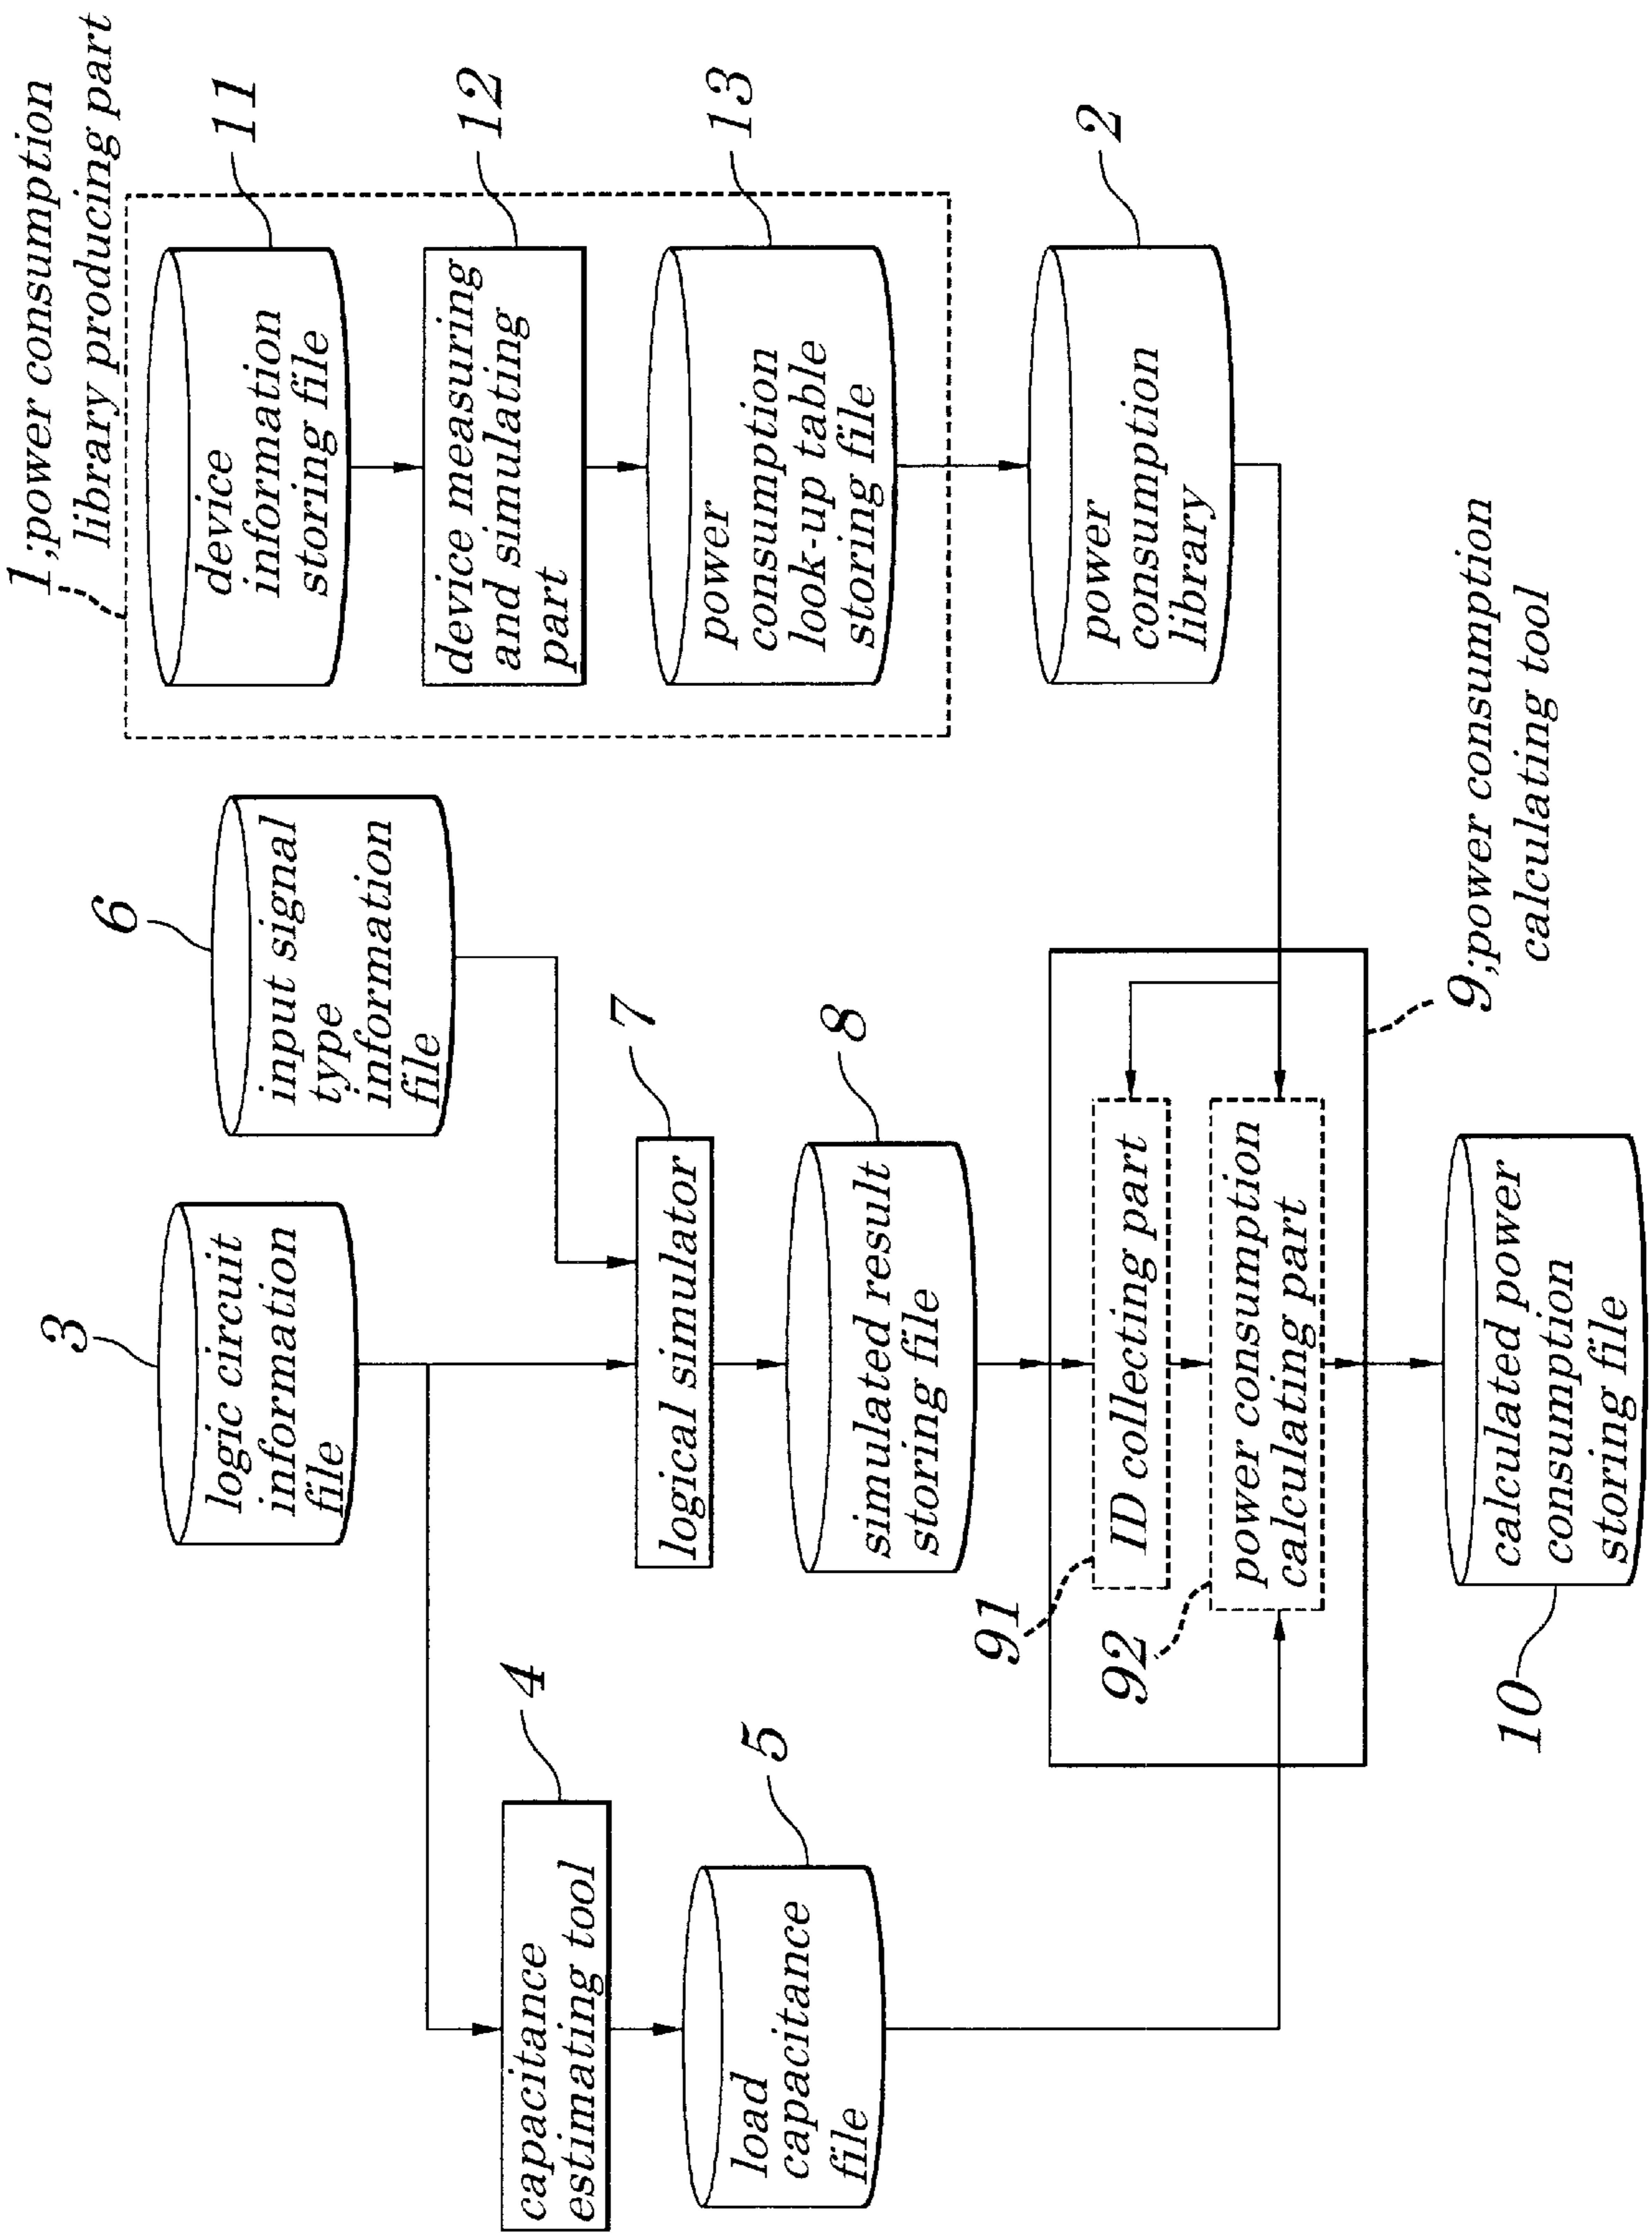 1;power consumption
library producing part
11
device
information
storing file
12
device measuring
and simulating
part
13
power
consumption
look-up table
storing file
2
power
consumption
library
6
input signal
type
information
file
3
logic circuit
information
file
7
logical simulator
8
simulated result
storing file
4
capacitance
estimating tool
5
load
capacitance
file
9;power consumption
calculating tool
91
ID collecting part
92
power consumption
calculating part
10
calculated power
consumption
storing file